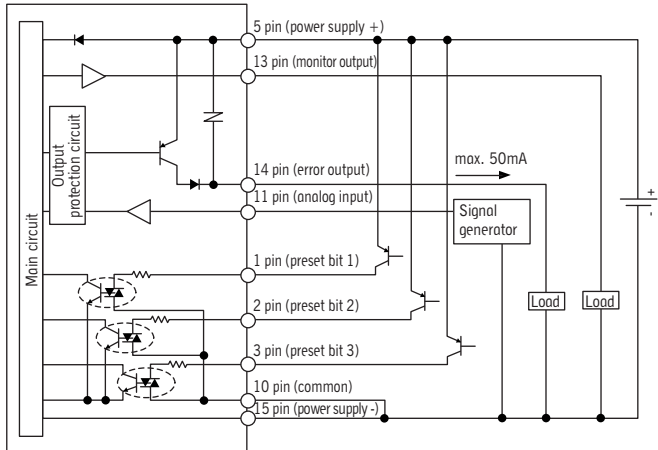 5 pin (power supply +)
13 pin (monitor output)
Output
protection circuit
14 pin (error output)
max. 50mA
11 pin (analog input)
Signal
generator
Main circuit
1 pin (preset bit 1)
+
-
2 pin (preset bit 2)
Load
Load
3 pin (preset bit 3)
10 pin (common)
15 pin (power supply -)